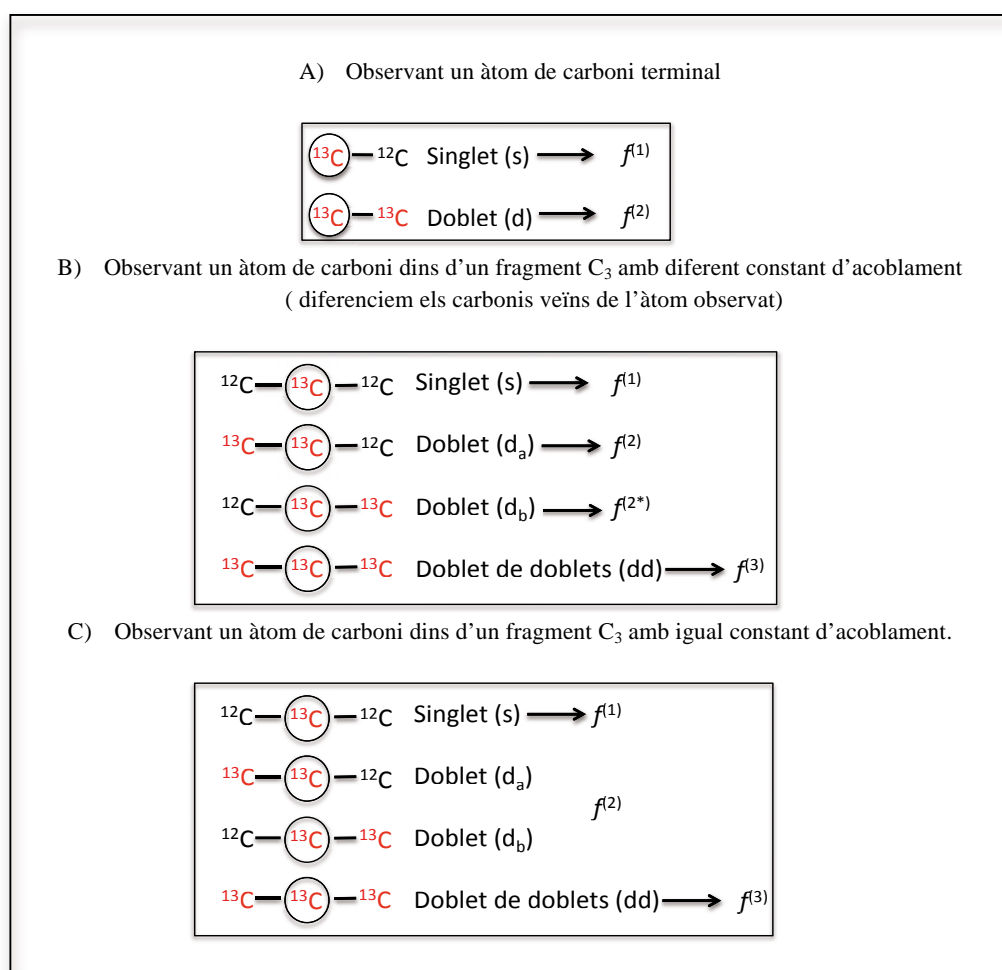 A) Observant un àtom de carboni terminal
¹³C — ¹²C Singlet (s) ⟶ f⁽¹⁾
¹³C — ¹³C Doblet (d) ⟶ f⁽²⁾
B) Observant un àtom de carboni dins d'un fragment C₃ amb diferent constant d'acoblament
( diferenciem els carbonis veïns de l'àtom observat)
¹²C — ¹³C — ¹²C Singlet (s) ⟶ f⁽¹⁾
¹³C — ¹³C — ¹²C Doblet (dₐ) ⟶ f⁽²⁾
¹²C — ¹³C — ¹³C Doblet (d_b) ⟶ f⁽²*⁾
¹³C — ¹³C — ¹³C Doblet de doblets (dd) ⟶ f⁽³⁾
C) Observant un àtom de carboni dins d'un fragment C₃ amb igual constant d'acoblament.
¹²C — ¹³C — ¹²C Singlet (s) ⟶ f⁽¹⁾
¹³C — ¹³C — ¹²C Doblet (dₐ)
f⁽²⁾
¹²C — ¹³C — ¹³C Doblet (d_b)
¹³C — ¹³C — ¹³C Doblet de doblets (dd) ⟶ f⁽³⁾